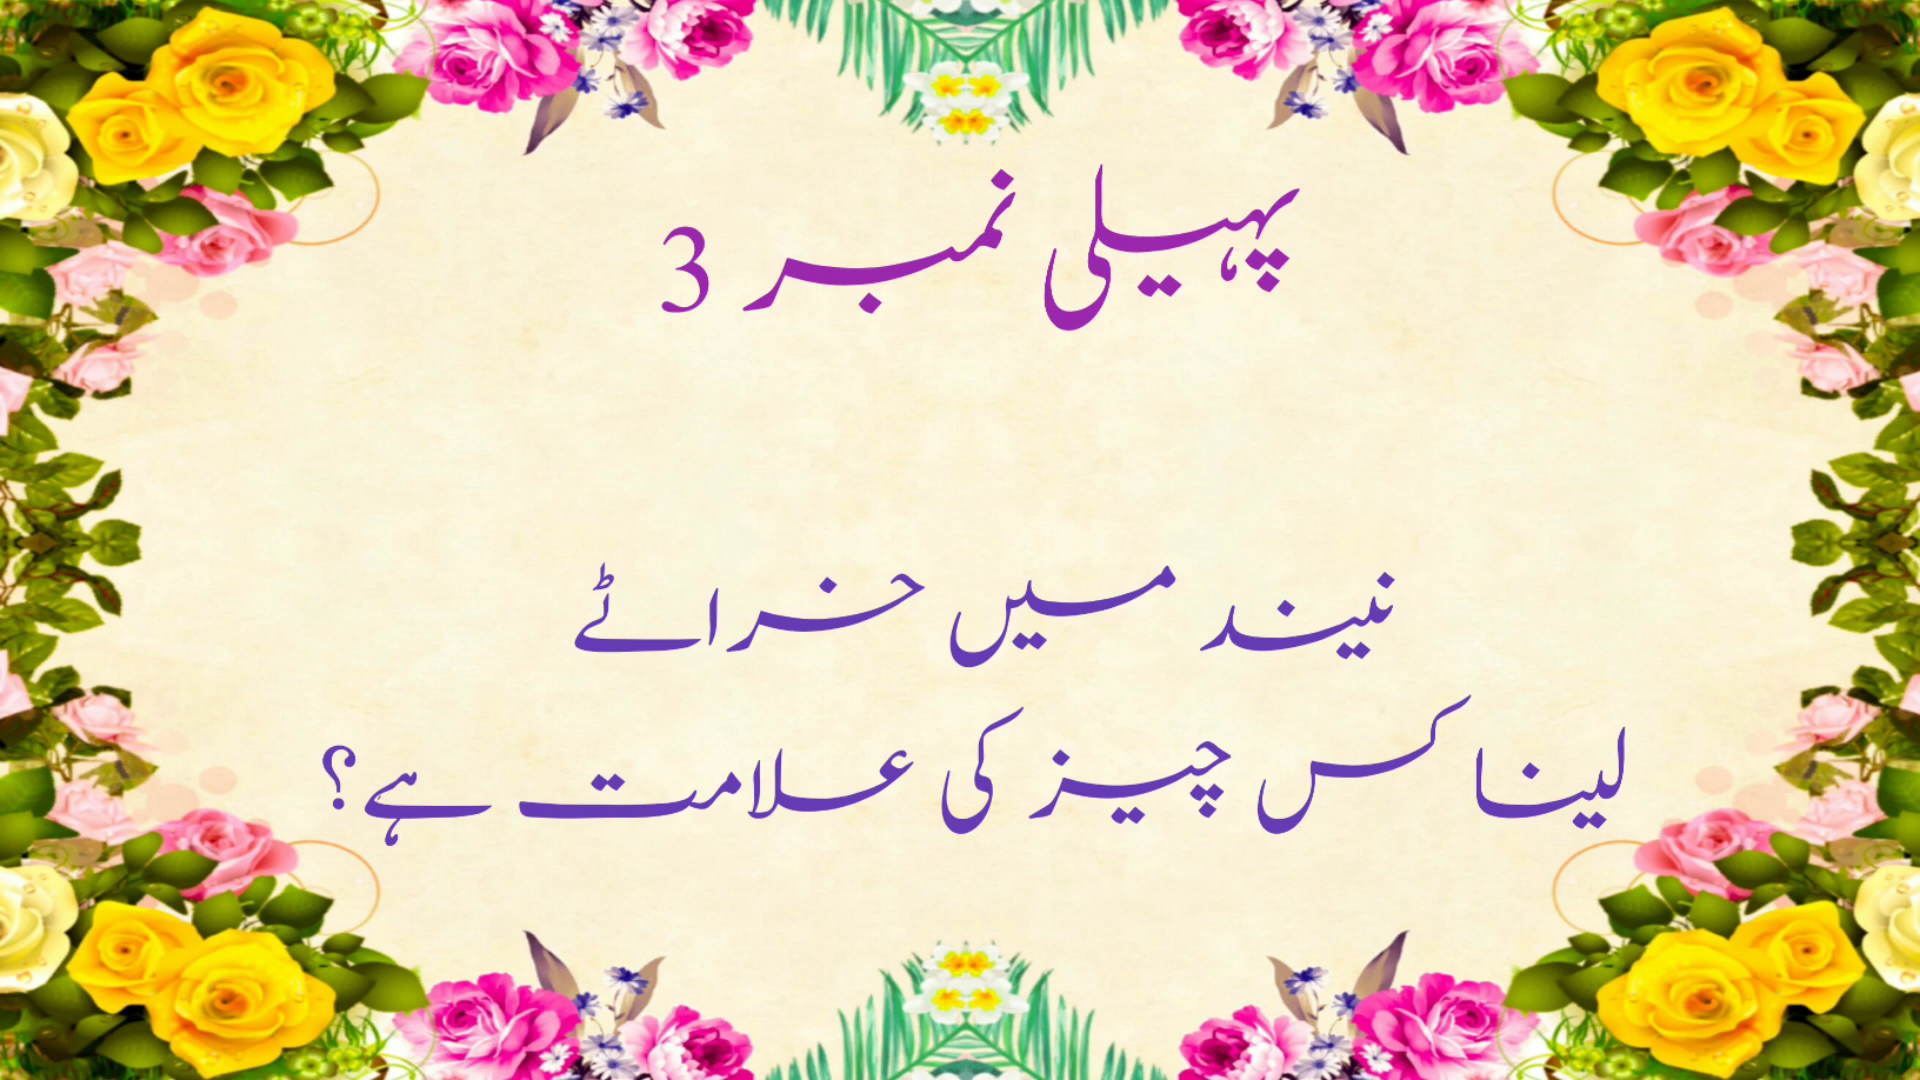 پہیلی نمبر 3
نیند میں خراٹے
لینا کس چیز کی علامت ہے؟